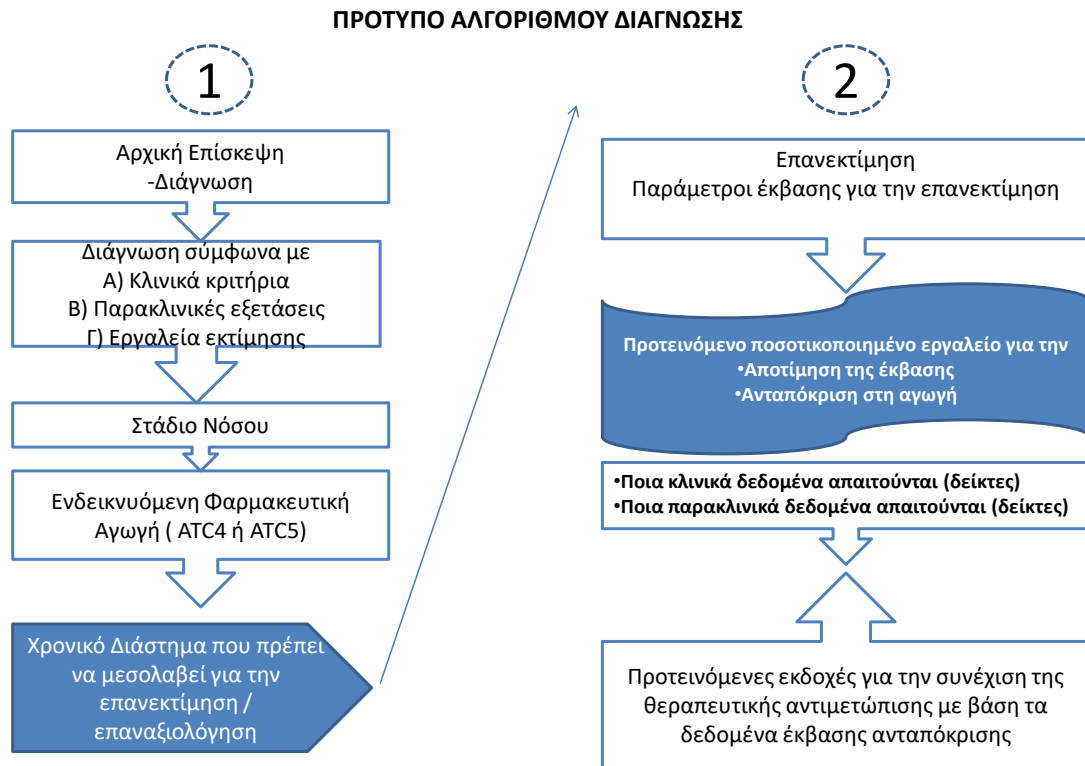 ΠΡΟΤΥΠΟ ΑΛΓΟΡΙΘΜΟΥ ΔΙΑΓΝΩΣΗΣ
1
Αρχική Επίσκεψη
-Διάγνωση
Διάγνωση σύμφωνα με
Α) Κλινικά κριτήρια
Β) Παρακλινικές εξετάσεις
Γ) Εργαλεία εκτίμησης
Στάδιο Νόσου
Ενδεικνυόμενη Φαρμακευτική
Αγωγή ( ATC4 ή ATC5)
Χρονικό Διάστημα που πρέπει
να μεσολαβεί για την
επανεκτίμηση /
επαναξιολόγηση
2
Επανεκτίμηση
Παράμετροι έκβασης για την επανεκτίμηση
Προτεινόμενο ποσοτικοποιημένο εργαλείο για την
•Αποτίμηση της έκβασης
•Ανταπόκριση στη αγωγή
•Ποια κλινικά δεδομένα απαιτούνται (δείκτες)
•Ποια παρακλινικά δεδομένα απαιτούνται (δείκτες)
Προτεινόμενες εκδοχές για την συνέχιση της
θεραπευτικής αντιμετώπισης με βάση τα
δεδομένα έκβασης ανταπόκρισης